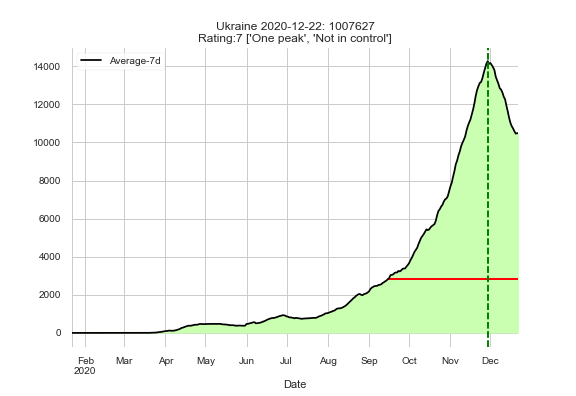 Ukraine 2020-12-22: 1007627
Rating:7 ['One peak', 'Not in control']
Average-7d
14000
12000
10000
8000
6000
4000
2000
0
Feb Mar Apr May Jun Jul Aug Sep Oct Nov Dec
2020
Date